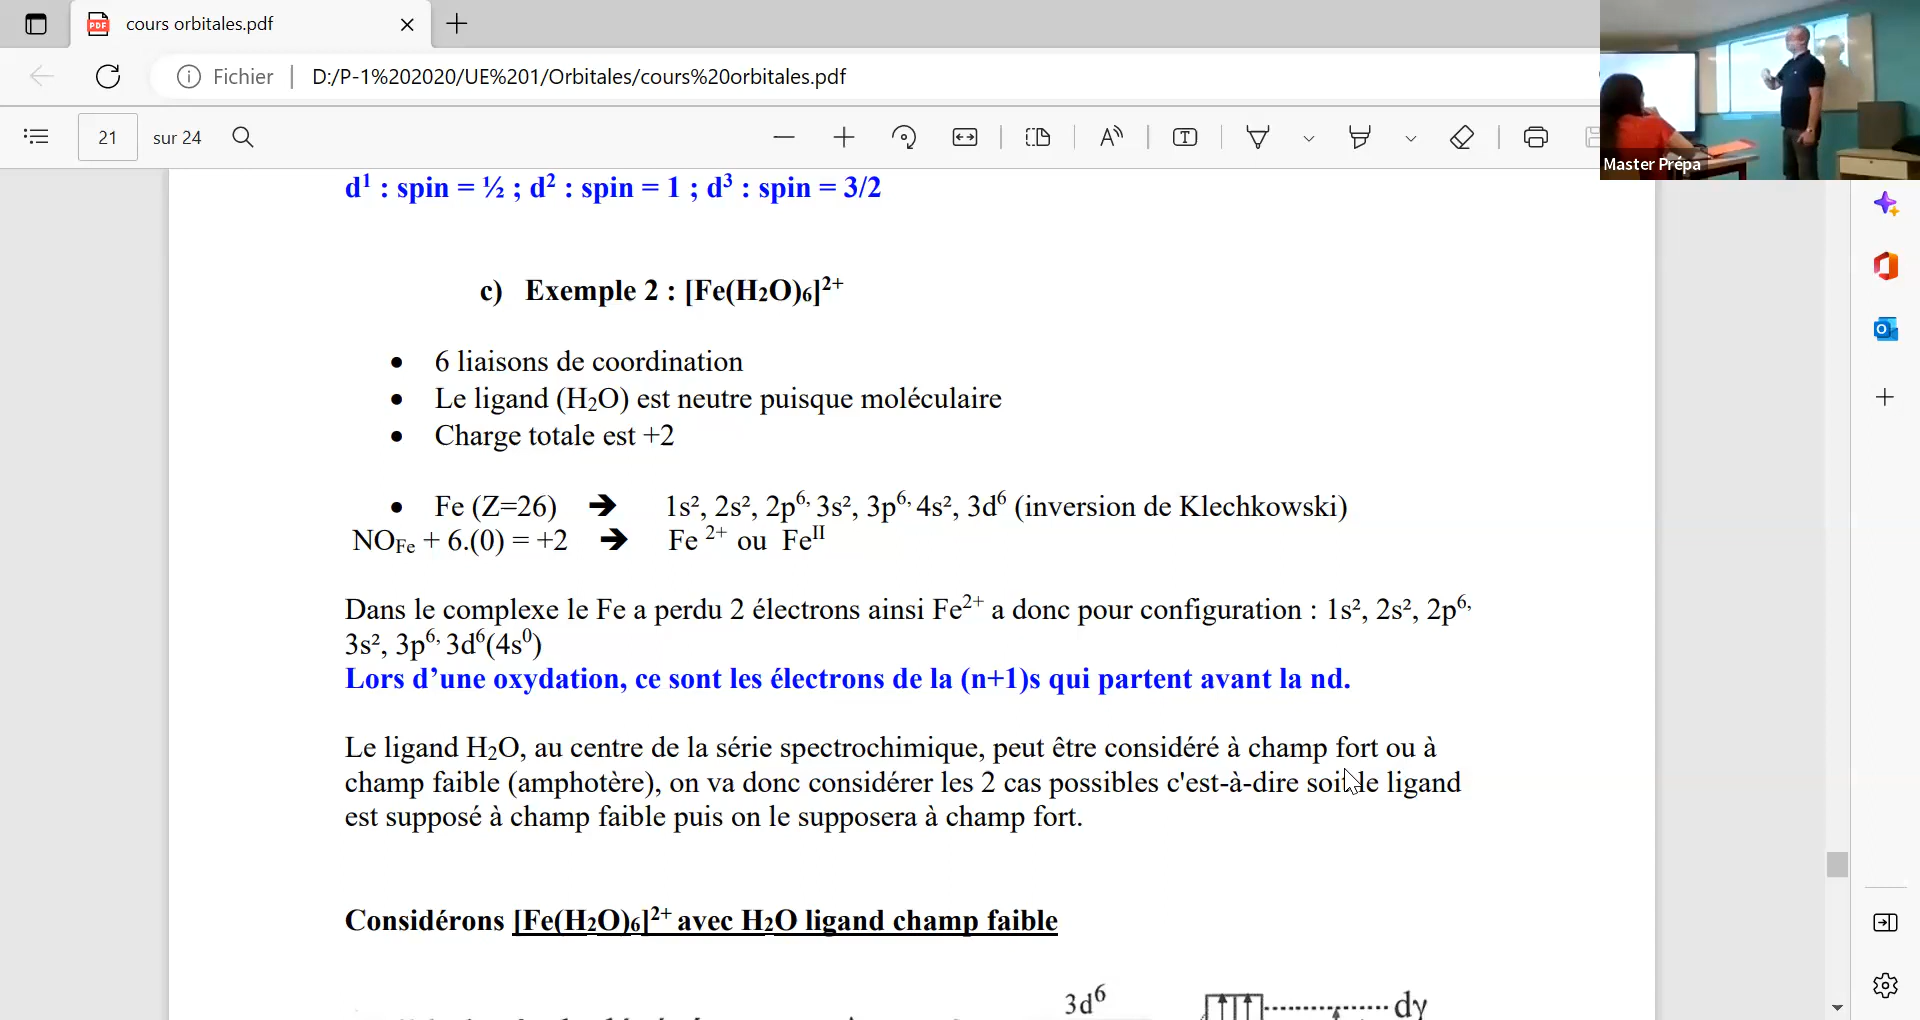 cours orbitales.pdf
Fichier D:/P-1%202020/UE%201/Orbitales/cours%20orbitales.pdf
21 sur 24
Master Prépa
d¹ : spin = ½ ; d² : spin = 1 ; d³ : spin = 3/2
c) Exemple 2 : [Fe(H₂O)₆]²⁺
• 6 liaisons de coordination
• Le ligand (H₂O) est neutre puisque moléculaire
• Charge totale est +2
• Fe (Z=26) ➔ 1s², 2s², 2p⁶, 3s², 3p⁶, 4s², 3d⁶ (inversion de Klechkowski)
NO_Fe + 6.(0) = +2 ➔ Fe ²⁺ ou Feᴵᴵ
Dans le complexe le Fe a perdu 2 électrons ainsi Fe²⁺ a donc pour configuration : 1s², 2s², 2p⁶,
3s², 3p⁶, 3d⁶(4s⁰)
Lors d’une oxydation, ce sont les électrons de la (n+1)s qui partent avant la nd.
Le ligand H₂O, au centre de la série spectrochimique, peut être considéré à champ fort ou à
champ faible (amphotère), on va donc considérer les 2 cas possibles c'est-à-dire soit le ligand
est supposé à champ faible puis on le supposera à champ fort.
Considérons [Fe(H₂O)₆]²⁺ avec H₂O ligand champ faible
3d⁶ dγ